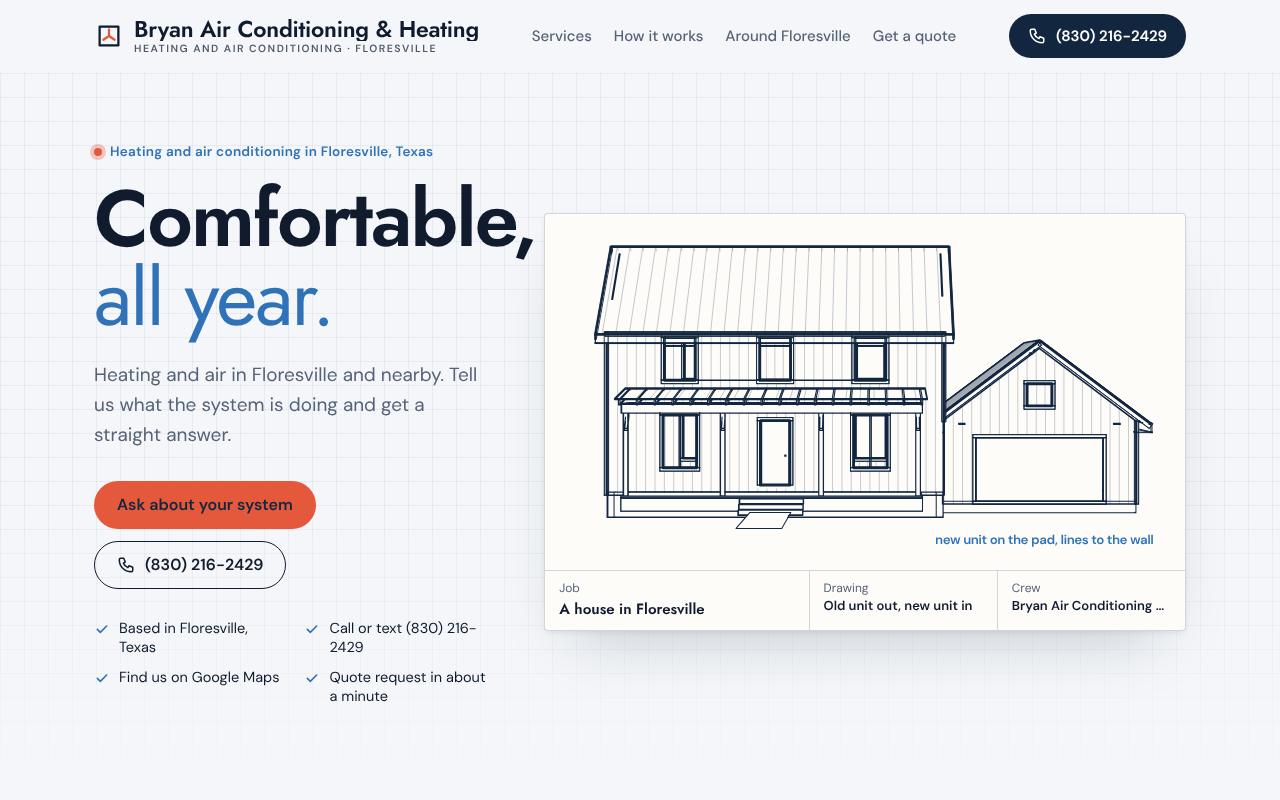 Bryan Air Conditioning & Heating
HEATING AND AIR CONDITIONING · FLORESVILLE
Services
How it works
Around Floresville
Get a quote
(830) 216-2429
Heating and air conditioning in Floresville, Texas
Comfortable,
all year.
Heating and air in Floresville and nearby. Tell
us what the system is doing and get a
straight answer.
Ask about your system
(830) 216-2429
Based in Floresville,
Texas
Call or text (830) 216-
2429
Find us on Google Maps
Quote request in about
a minute
new unit on the pad, lines to the wall
Job
A house in Floresville
Drawing
Old unit out, new unit in
Crew
Bryan Air Conditioning ...